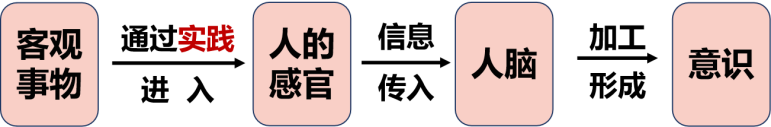 客观
事物
通过实践
进 入
人的
感官
信息
传入
人脑
加工
形成
意识